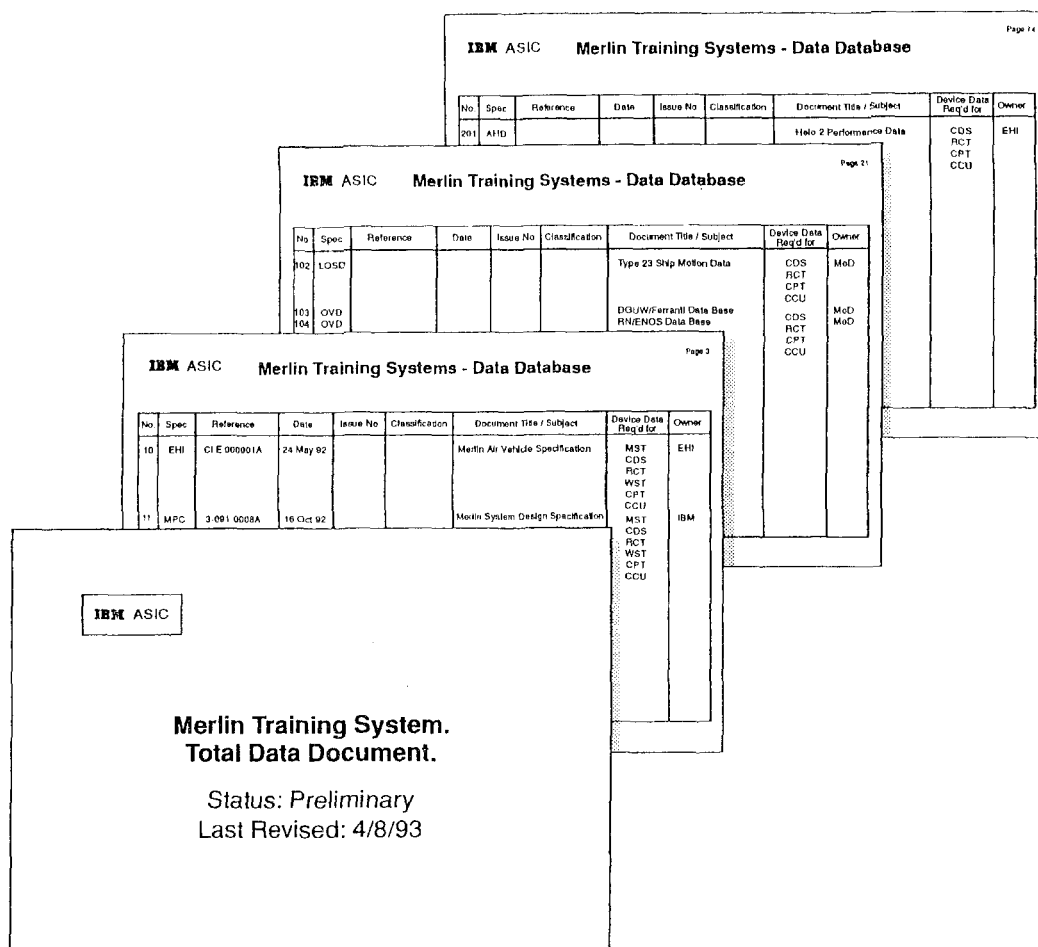 Page 74
IBM ASIC Merlin Training Systems - Data Database
No. Spec Reference Date Issue No Classification Document Title / Subject Device Data Req'd for Owner
201 AHD Helo 2 Performance Data CDS EHI
RCT
CPT
CCU
Page 21
IBM ASIC Merlin Training Systems - Data Database
No Spec Reference Date Issue No Classification Document Title / Subject Device Data Req'd for Owner
102 LOSD Type 23 Ship Motion Data CDS MoD
RCT
CPT
CCU
103 OVD DGUW/Ferranti Data Base MoD
104 OVD RN/ENOS Data Base CDS MoD
RCT
CPT
CCU
Page 3
IBM ASIC Merlin Training Systems - Data Database
No. Spec Reference Date Issue No Classification Document Title / Subject Device Data Req'd for Owner
10 EHI CI E 000001A 24 May 92 Merlin Air Vehicle Specification MST EHI
CDS
RCT
WST
CPT
CCU
11 MPC 3-091 0008A 16 Oct 92 Merlin System Design Specification MST IBM
CDS
RCT
WST
CPT
CCU
IBM ASIC
Merlin Training System.
Total Data Document.
Status: Preliminary
Last Revised: 4/8/93